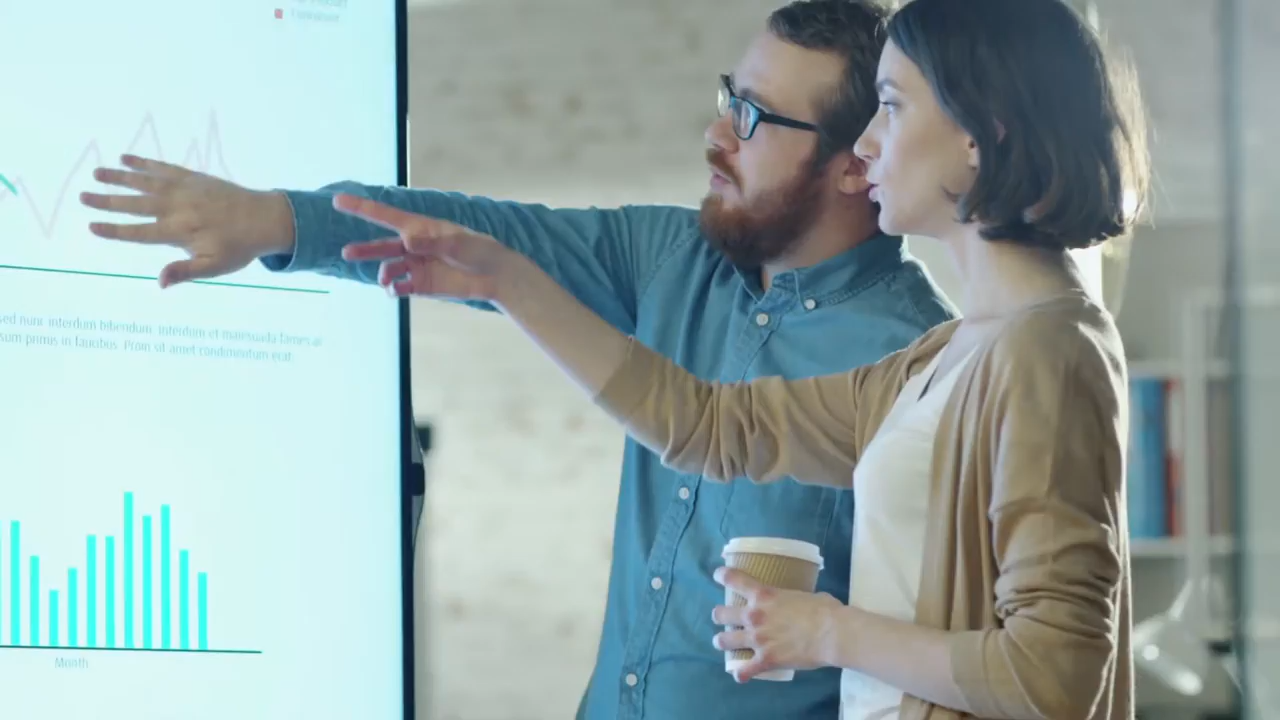 Product
sed nunc interdum bibendum. interdum et malesuada fames ac
sum primis in faucibus. Proin sit amet condimentum erat.
Month